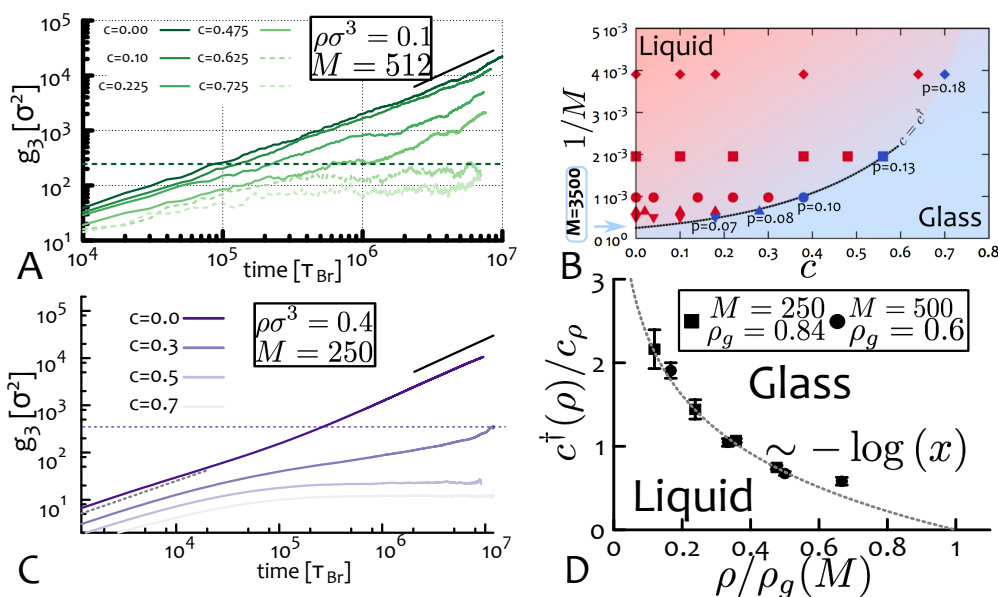 g₃[σ²]
10⁵
10⁴
10³
10²
10¹
c=0.00
c=0.10
c=0.225
c=0.475
c=0.625
c=0.725
ρσ³ = 0.1
M = 512
10⁴
10⁵
10⁶
10⁷
time [τ_Br]
A
1/M
5 10⁻³
4 10⁻³
3 10⁻³
2 10⁻³
1 10⁻³
0 10⁰
M=3500
Liquid
p=0.18
c = c†
p=0.13
p=0.10
p=0.08
p=0.07
Glass
0.0
0.1
0.2
0.3
0.4
0.5
0.6
0.7
0.8
c
B
g₃[σ²]
10⁵
10⁴
10³
10²
10¹
c=0.0
c=0.3
c=0.5
c=0.7
ρσ³ = 0.4
M = 250
10⁴
10⁵
10⁶
10⁷
time [τ_Br]
C
c†(ρ)/c_ρ
3
2
1
0
M = 250
ρ_g = 0.84
M = 500
ρ_g = 0.6
Glass
∼ − log (x)
Liquid
0
0.2
0.4
0.6
0.8
1
ρ/ρ_g(M)
D